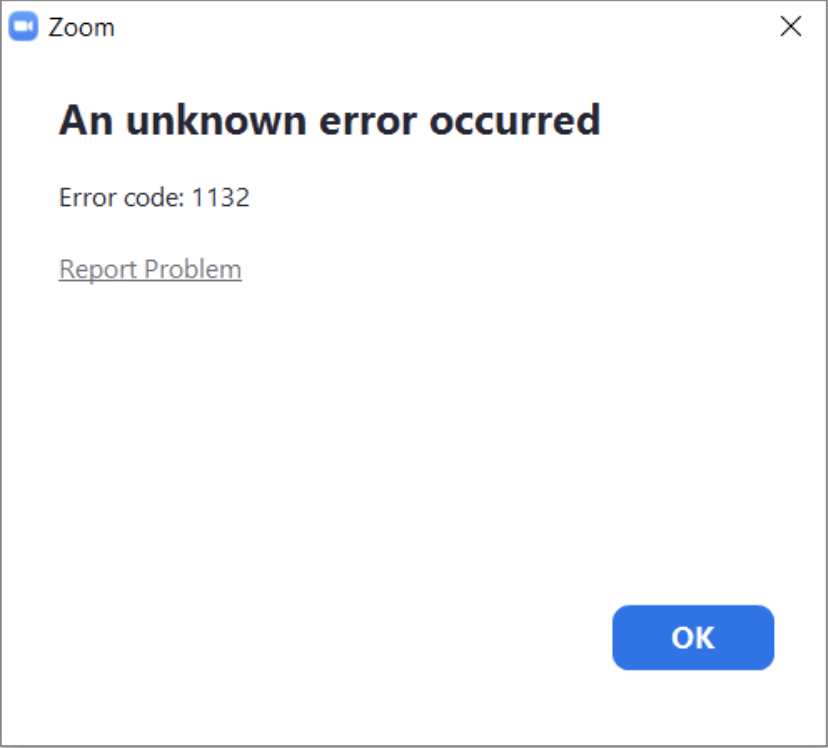 Zoom
An unknown error occurred
Error code: 1132
Report Problem
OK